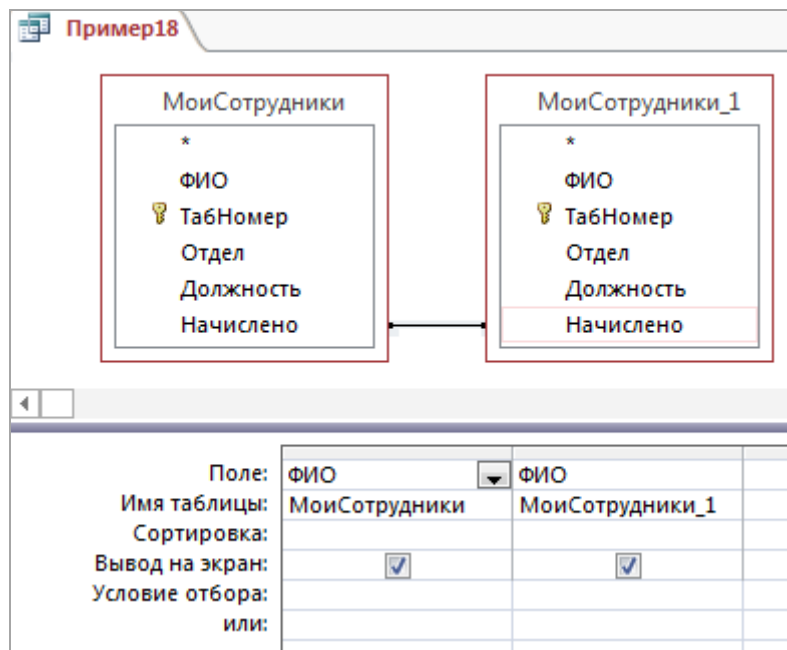 Пример18
МоиСотрудники
*
ФИО
ТабНомер
Отдел
Должность
Начислено
МоиСотрудники_1
*
ФИО
ТабНомер
Отдел
Должность
Начислено
Поле: ФИО ФИО
Имя таблицы: МоиСотрудники МоиСотрудники_1
Сортировка:
Вывод на экран:
Условие отбора:
или: